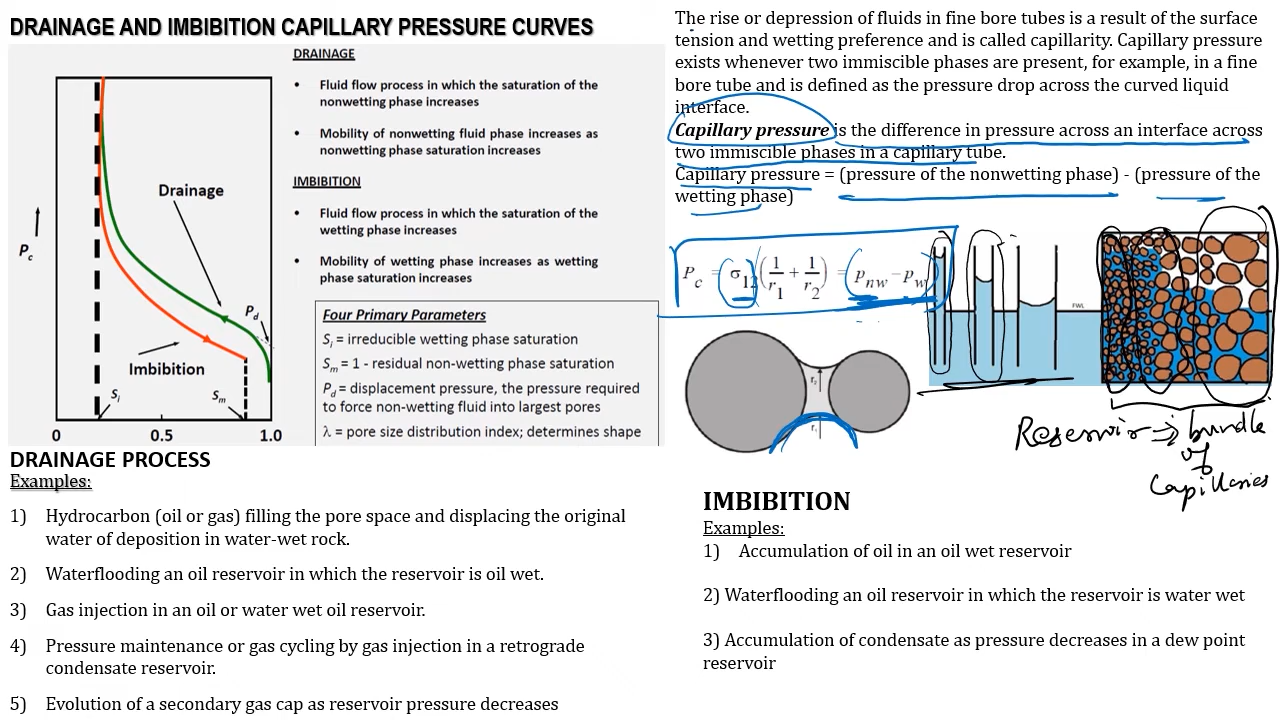 DRAINAGE AND IMBIBITION CAPILLARY PRESSURE CURVES
DRAINAGE
• Fluid flow process in which the saturation of the
nonwetting phase increases
• Mobility of nonwetting fluid phase increases as
nonwetting phase saturation increases
IMBIBITION
• Fluid flow process in which the saturation of the
wetting phase increases
• Mobility of wetting phase increases as wetting
phase saturation increases
Four Primary Parameters
Si = irreducible wetting phase saturation
Sm = 1 - residual non-wetting phase saturation
Pd = displacement pressure, the pressure required
to force non-wetting fluid into largest pores
λ = pore size distribution index; determines shape
Drainage
Pc
Pd
Imbibition
Si
Sm
0 0.5 1.0
DRAINAGE PROCESS
Examples:
1) Hydrocarbon (oil or gas) filling the pore space and displacing the original
water of deposition in water-wet rock.
2) Waterflooding an oil reservoir in which the reservoir is oil wet.
3) Gas injection in an oil or water wet oil reservoir.
4) Pressure maintenance or gas cycling by gas injection in a retrograde
condensate reservoir.
5) Evolution of a secondary gas cap as reservoir pressure decreases
The rise or depression of fluids in fine bore tubes is a result of the surface
tension and wetting preference and is called capillarity. Capillary pressure
exists whenever two immiscible phases are present, for example, in a fine
bore tube and is defined as the pressure drop across the curved liquid
interface.
Capillary pressure is the difference in pressure across an interface across
two immiscible phases in a capillary tube.
Capillary pressure = (pressure of the nonwetting phase) - (pressure of the
wetting phase)
Pc = σ12 (1/r1 + 1/r2) = (pnw - pw)
FWL
r2
r1
Reservoir ⇒ bundle
of
Capillaries
IMBIBITION
Examples:
1) Accumulation of oil in an oil wet reservoir
2) Waterflooding an oil reservoir in which the reservoir is water wet
3) Accumulation of condensate as pressure decreases in a dew point
reservoir